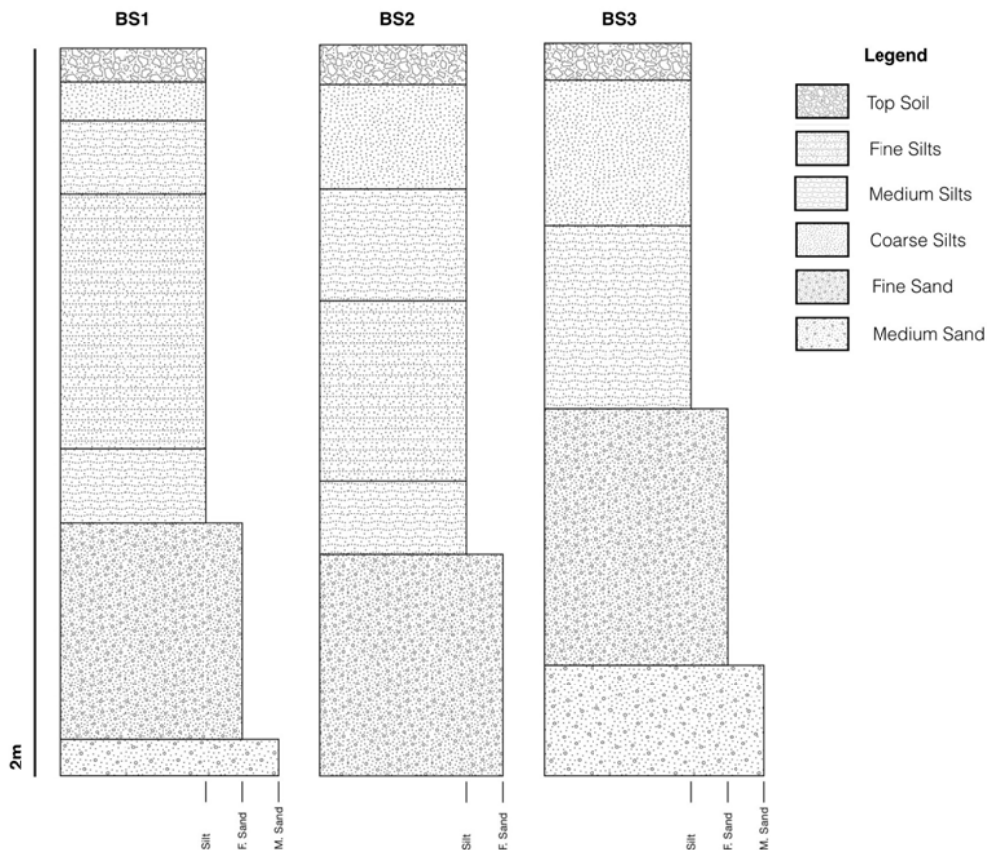 BS1
BS2
BS3
Legend
Top Soil
Fine Silts
Medium Silts
Coarse Silts
Fine Sand
Medium Sand
2m
Silt
F. Sand
M. Sand
Silt
F. Sand
Silt
F. Sand
M. Sand